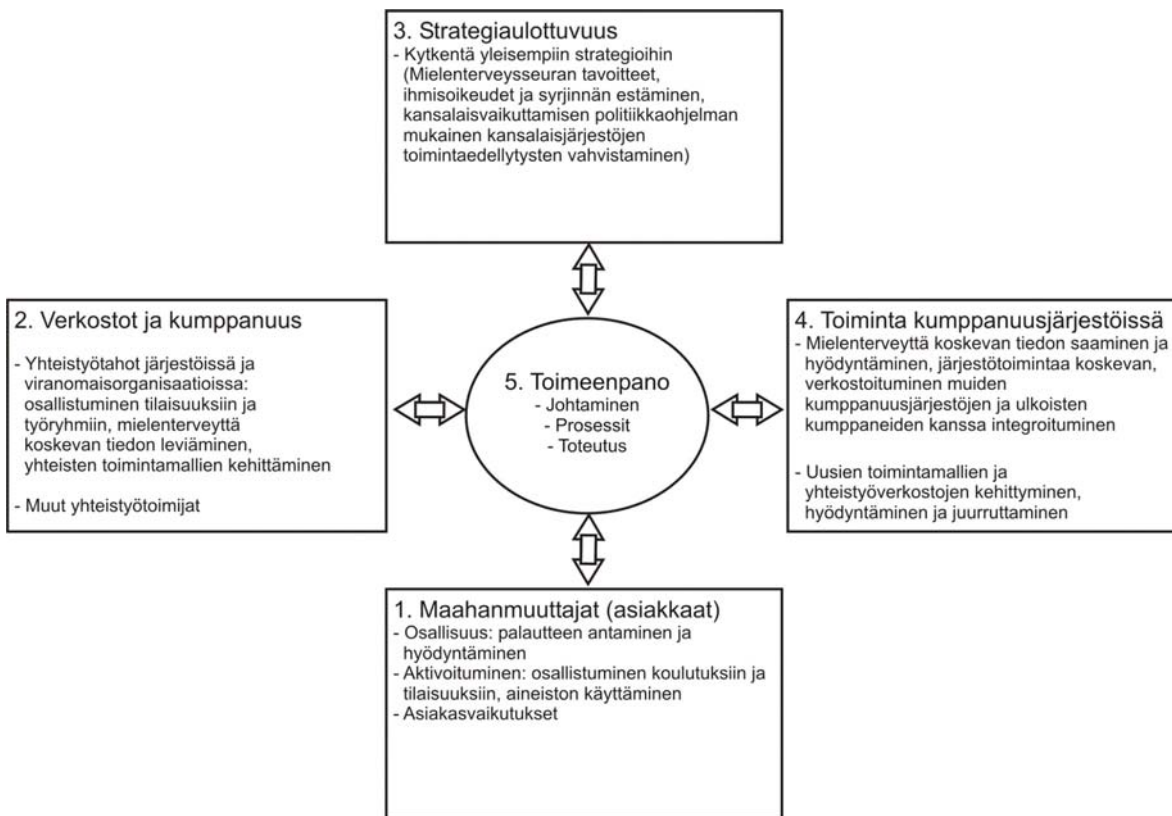 3. Strategiaulottuvuus
- Kytkentä yleisempiin strategioihin
(Mielenterveysseuran tavoitteet,
ihmisoikeudet ja syrjinnän estäminen,
kansalaisvaikuttamisen politiikkaohjelman
mukainen kansalaisjärjestöjen
toimintaedellytysten vahvistaminen)
2. Verkostot ja kumppanuus
- Yhteistyötahot järjestöissä ja
viranomaisorganisaatioissa:
osallistuminen tilaisuuksiin ja
työryhmiin, mielenterveyttä
koskevan tiedon leviäminen,
yhteisten toimintamallien kehittäminen
- Muut yhteistyötoimijat
5. Toimeenpano
- Johtaminen
- Prosessit
- Toteutus
4. Toiminta kumppanuusjärjestöissä
- Mielenterveyttä koskevan tiedon saaminen ja
hyödyntäminen, järjestötoimintaa koskevan,
verkostoituminen muiden
kumppanuusjärjestöjen ja ulkoisten
kumppaneiden kanssa integroituminen
- Uusien toimintamallien ja
yhteistyöverkostojen kehittyminen,
hyödyntäminen ja juurruttaminen
1. Maahanmuuttajat (asiakkaat)
- Osallisuus: palautteen antaminen ja
hyödyntäminen
- Aktivoituminen: osallistuminen koulutuksiin ja
tilaisuuksiin, aineiston käyttäminen
- Asiakasvaikutukset